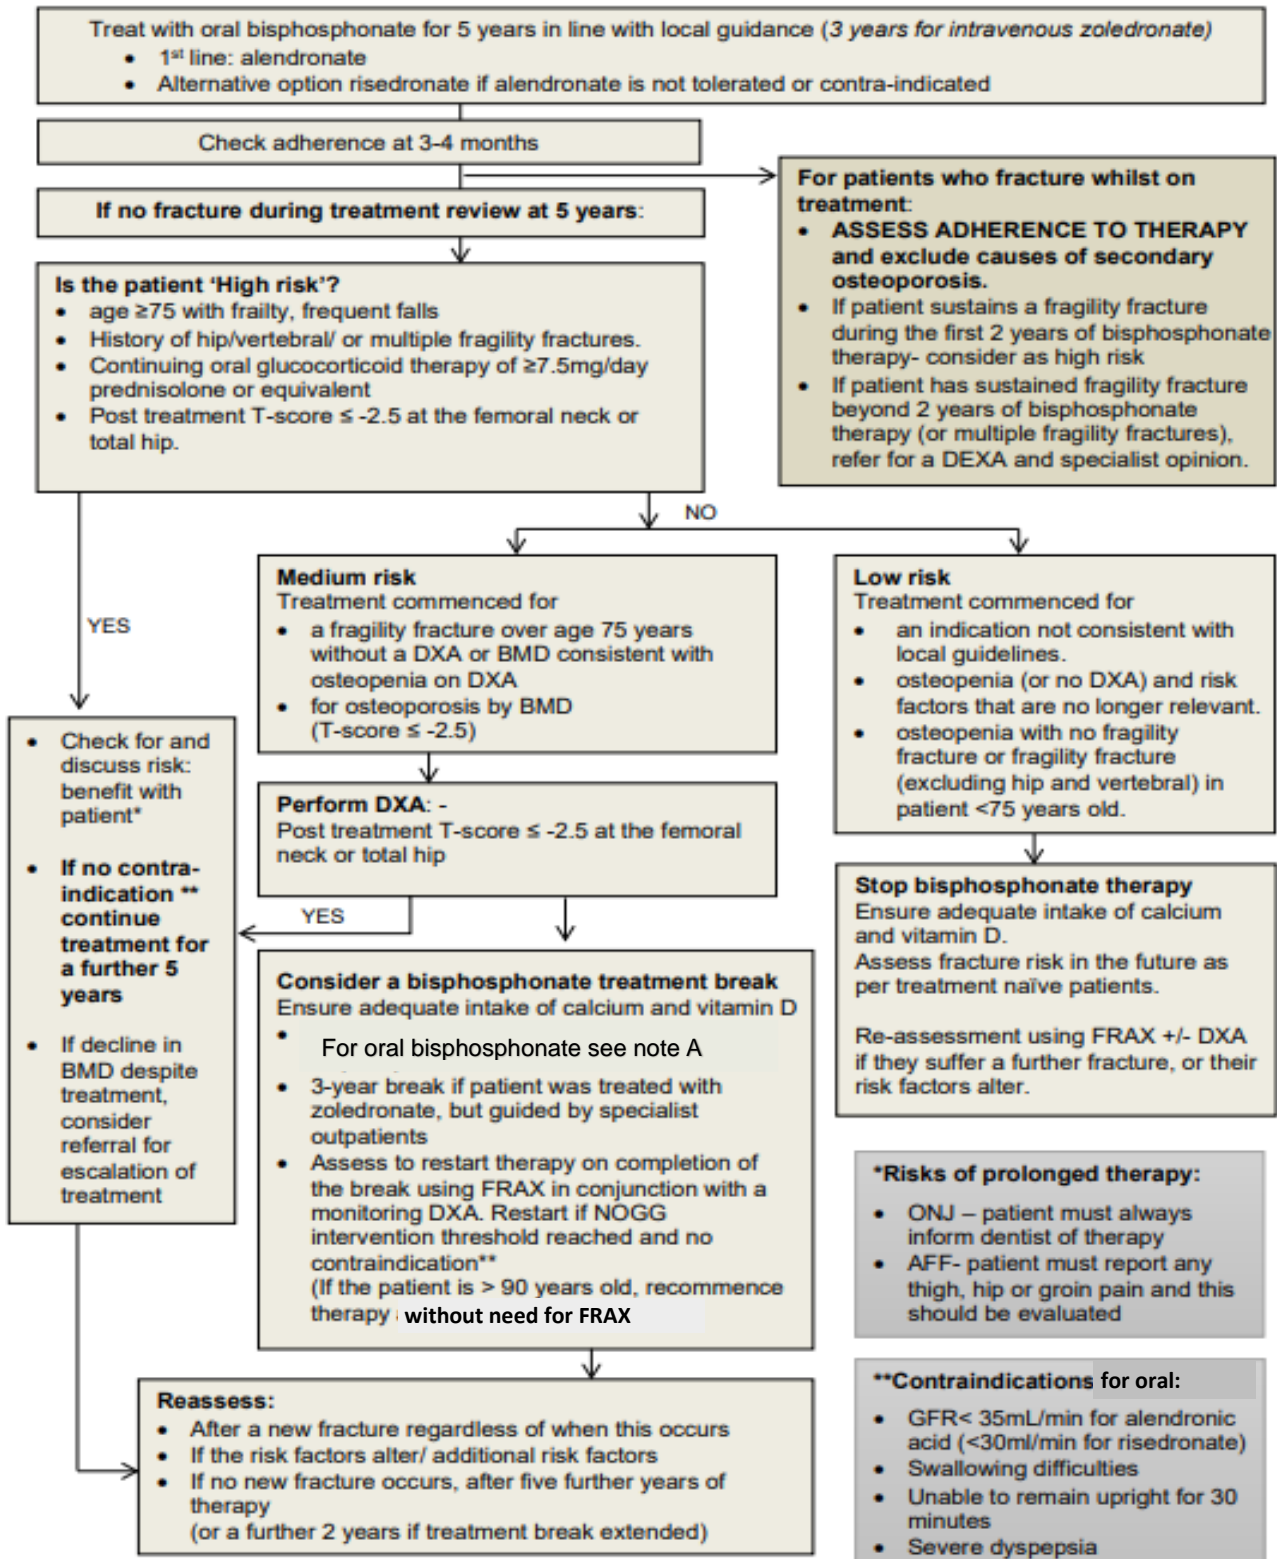 Treat with oral bisphosphonate for 5 years in line with local guidance (3 years for intravenous zoledronate)
• 1st line: alendronate
• Alternative option risedronate if alendronate is not tolerated or contra-indicated
Check adherence at 3-4 months
If no fracture during treatment review at 5 years:
For patients who fracture whilst on
treatment:
• ASSESS ADHERENCE TO THERAPY
and exclude causes of secondary
osteoporosis.
• If patient sustains a fragility fracture
during the first 2 years of bisphosphonate
therapy- consider as high risk
• If patient has sustained fragility fracture
beyond 2 years of bisphosphonate
therapy (or multiple fragility fractures),
refer for a DEXA and specialist opinion.
Is the patient ‘High risk’?
• age ≥75 with frailty, frequent falls
• History of hip/vertebral/ or multiple fragility fractures.
• Continuing oral glucocorticoid therapy of ≥7.5mg/day
prednisolone or equivalent
• Post treatment T-score ≤ -2.5 at the femoral neck or
total hip.
NO
YES
Medium risk
Treatment commenced for
• a fragility fracture over age 75 years
without a DXA or BMD consistent with
osteopenia on DXA
• for osteoporosis by BMD
(T-score ≤ -2.5)
Low risk
Treatment commenced for
• an indication not consistent with
local guidelines.
• osteopenia (or no DXA) and risk
factors that are no longer relevant.
• osteopenia with no fragility
fracture or fragility fracture
(excluding hip and vertebral) in
patient <75 years old.
• Check for and
discuss risk:
benefit with
patient*
• If no contra-
indication **
continue
treatment for
a further 5
years
• If decline in
BMD despite
treatment,
consider
referral for
escalation of
treatment
Perform DXA: -
Post treatment T-score ≤ -2.5 at the femoral
neck or total hip
YES
Stop bisphosphonate therapy
Ensure adequate intake of calcium
and vitamin D.
Assess fracture risk in the future as
per treatment naïve patients.
Re-assessment using FRAX +/- DXA
if they suffer a further fracture, or their
risk factors alter.
Consider a bisphosphonate treatment break
Ensure adequate intake of calcium and vitamin D
• For oral bisphosphonate see note A
• 3-year break if patient was treated with
zoledronate, but guided by specialist
outpatients
• Assess to restart therapy on completion of
the break using FRAX in conjunction with a
monitoring DXA. Restart if NOGG
intervention threshold reached and no
contraindication**
(If the patient is > 90 years old, recommence
therapy without need for FRAX
*Risks of prolonged therapy:
• ONJ – patient must always
inform dentist of therapy
• AFF- patient must report any
thigh, hip or groin pain and this
should be evaluated
Reassess:
• After a new fracture regardless of when this occurs
• If the risk factors alter/ additional risk factors
• If no new fracture occurs, after five further years of
therapy
(or a further 2 years if treatment break extended)
**Contraindications for oral:
• GFR< 35mL/min for alendronic
acid (<30ml/min for risedronate)
• Swallowing difficulties
• Unable to remain upright for 30
minutes
• Severe dyspepsia